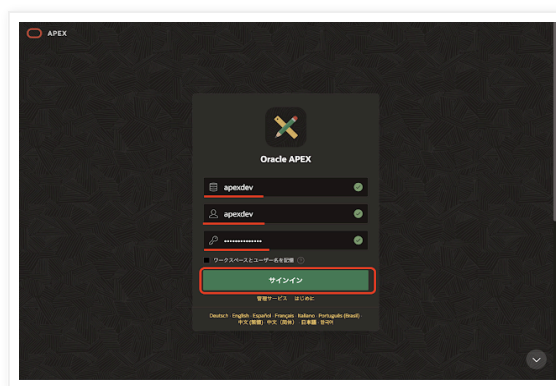 APEX
Oracle APEX
apexdev
apexdev
••••••••••••••
ワークスペースとユーザー名を記憶
サインイン
管理サービス はじめに
Deutsch English Español Français Italiano Português (Brasil)
中文 (繁體) 中文 (简体) 日本語 한국어